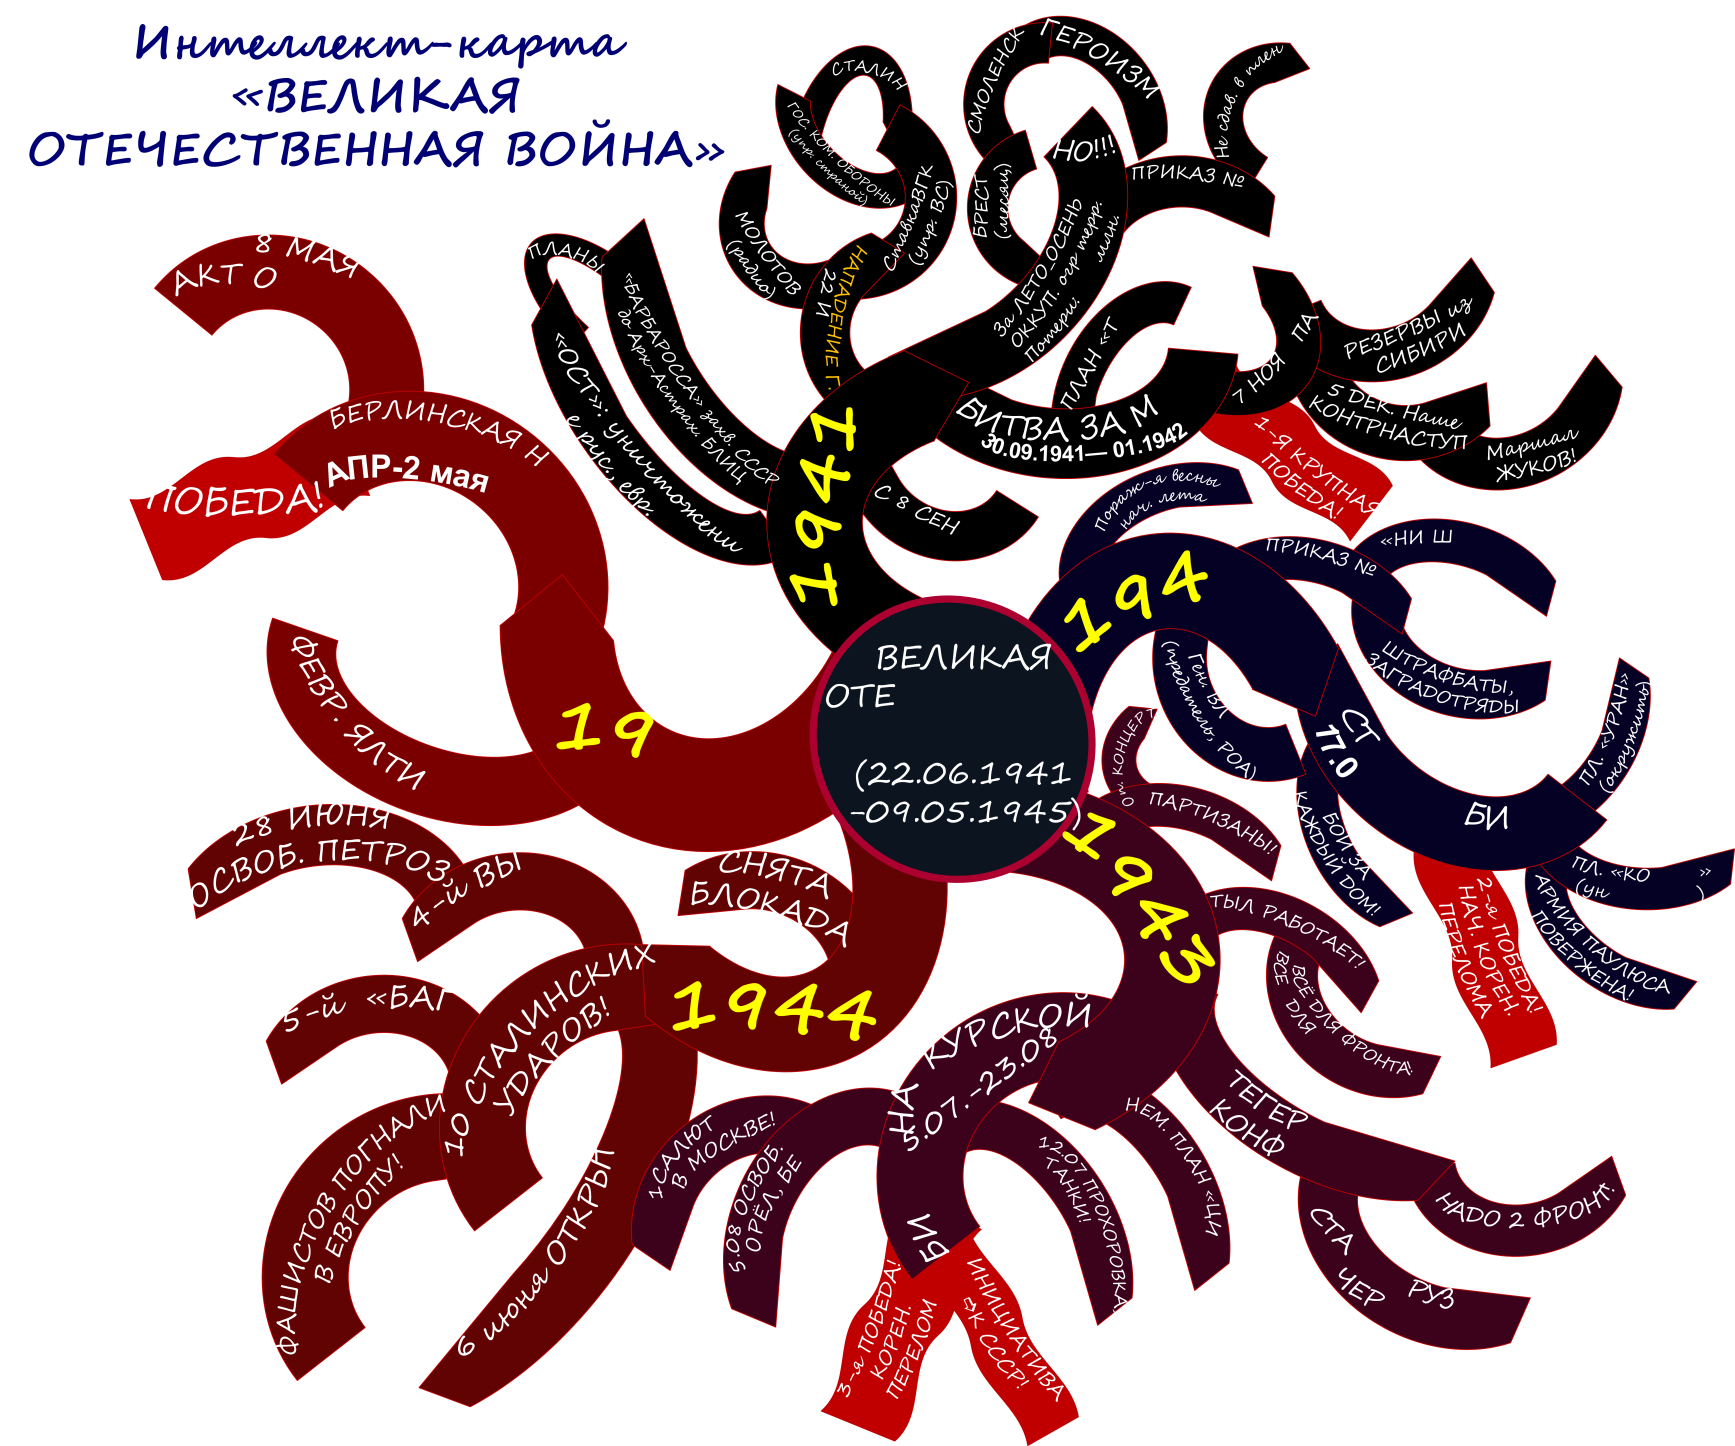 Интеллект-карта
«ВЕЛИКАЯ
ОТЕЧЕСТВЕННАЯ ВОЙНА»
ВЕЛИКАЯ
ОТЕ
(22.06.1941
-09.05.1945)
1941
ПЛАНЫ
«ОСТ»: уничтожени
е рус., евр.
«БАРБАРОССА» захв. СССР
до Арх-Астрах. БЛИЦ
НАПАДЕНИЕ Г.
22 И
МОЛОТОВ
(радио)
СтавкаВГК
(упр. ВС)
ГОС. КОМ. ОБОРОНЫ
(упр. страной)
СТАЛИН
НО!!!
За ЛЕТО_ОСЕНЬ
ОККУП. огр терр.
Потери.
млн.
БРЕСТ
(месяц)
СМОЛЕНСК
ГЕРОИЗМ
ПРИКАЗ №
Не сдав. в плен
БИТВА ЗА М
30.09.1941— 01.1942
ПЛАН «Т
7 НОЯ
ПА
РЕЗЕРВЫ из
СИБИРИ
5 DEK. Наше
КОНТРНАСТУП
Маршал
ЖУКОВ!
1-Я КРУПНАЯ
ПОБЕДА!
С 8 СЕН
194
Пораж-я весны
нач. лета
ПРИКАЗ №
«НИ Ш
ШТРАФБАТЫ,
ЗАГРАДОТРЯДЫ
Ген. ВЛ
(предатель, РОА)
СТ
17.0
БИ
БОЙ ЗА
КАЖДЫЙ ДОМ!
ПЛ. «УРАН»
(окружить)
ПЛ. «КО »
(ун )
АРМИЯ ПАУЛЮСА
ПОВЕРЖЕНА!
2-я ПОБЕДА!
НАЧ. КОРЕН.
ПЕРЕЛОМА
1943
КОНЦЕРТ
ПАРТИЗАНЫ!
ТЫЛ РАБОТАЕТ!
ВСЁ ДЛЯ ФРОНТА!
ВСЕ ДЛЯ
ТЕГЕР
КОНФ
НАДО 2 ФРОНТ.
СТА
ЧЕР
РУЗ
НА КУРСКОЙ
5.07.-23.08
БИ
НЕМ. ПЛАН «ЦИ
12.07 ПРОХОРОВКА
ТАНКИ!
5.08 ОСВОБ.
ОРЁЛ, БЕ
САЛЮТ
В МОСКВЕ!
3-я ПОБЕДА!
КОРЕН.
ПЕРЕЛОМ
ИНИЦИАТИВА
⇨К СССР!
1944
СНЯТА
БЛОКАДА
10 СТАЛИНСКИХ
УДАРОВ!
4-й ВЫ
28 ИЮНЯ
ОСВОБ. ПЕТРОЗ.
5-й «БАГ
ФАШИСТОВ ПОГНАЛИ
В ЕВРОПУ!
6 июня ОТКРЫ
19
ФЕВР. ЯЛТИ
БЕРЛИНСКАЯ Н
АПР-2 мая
8 МАЯ
АКТ О
ПОБЕДА!